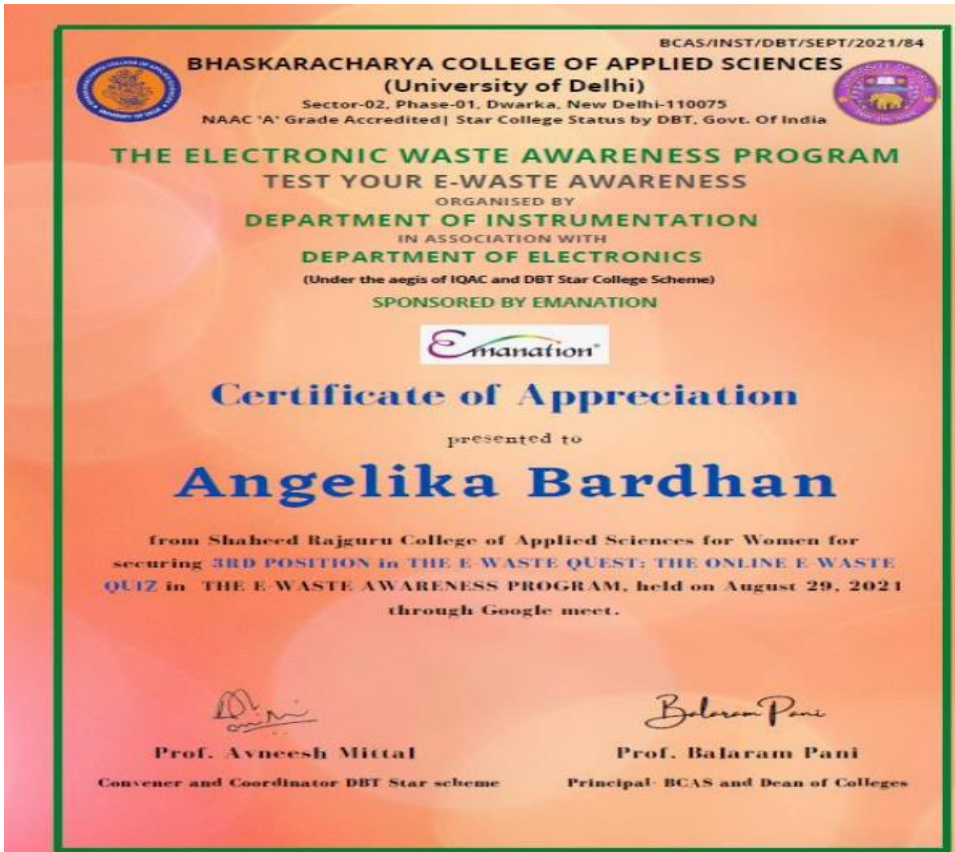 BCAS/INST/DBT/SEPT/2021/84
BHASKARACHARYA COLLEGE OF APPLIED SCIENCES
(University of Delhi)
Sector-02, Phase-01, Dwarka, New Delhi-110075
NAAC 'A' Grade Accredited| Star College Status by DBT, Govt. Of India
THE ELECTRONIC WASTE AWARENESS PROGRAM
TEST YOUR E-WASTE AWARENESS
ORGANISED BY
DEPARTMENT OF INSTRUMENTATION
IN ASSOCIATION WITH
DEPARTMENT OF ELECTRONICS
(Under the aegis of IQAC and DBT Star College Scheme)
SPONSORED BY EMANATION
Emanation®
Certificate of Appreciation
presented to
Angelika Bardhan
from Shaheed Rajguru College of Applied Sciences for Women for
securing 3RD POSITION in THE E-WASTE QUEST: THE ONLINE E-WASTE
QUIZ in THE E-WASTE AWARENESS PROGRAM, held on August 29, 2021
through Google meet.
Balaram Pani
Prof. Avneesh Mittal
Prof. Balaram Pani
Convener and Coordinator DBT Star scheme
Principal- BCAS and Dean of Colleges